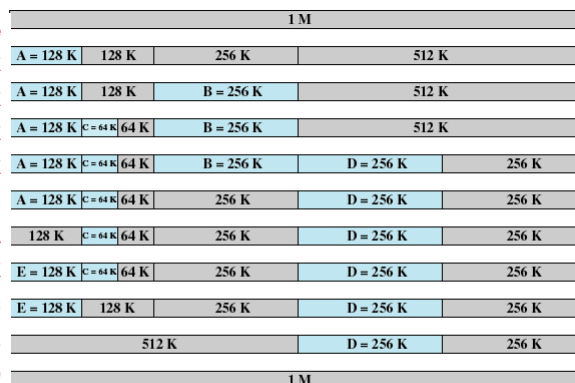 1 M
A = 128 K 128 K 256 K 512 K
A = 128 K 128 K B = 256 K 512 K
A = 128 K C = 64 K 64 K B = 256 K 512 K
A = 128 K C = 64 K 64 K B = 256 K D = 256 K 256 K
A = 128 K C = 64 K 64 K 256 K D = 256 K 256 K
128 K C = 64 K 64 K 256 K D = 256 K 256 K
E = 128 K C = 64 K 64 K 256 K D = 256 K 256 K
E = 128 K 128 K 256 K D = 256 K 256 K
512 K D = 256 K 256 K
1 M